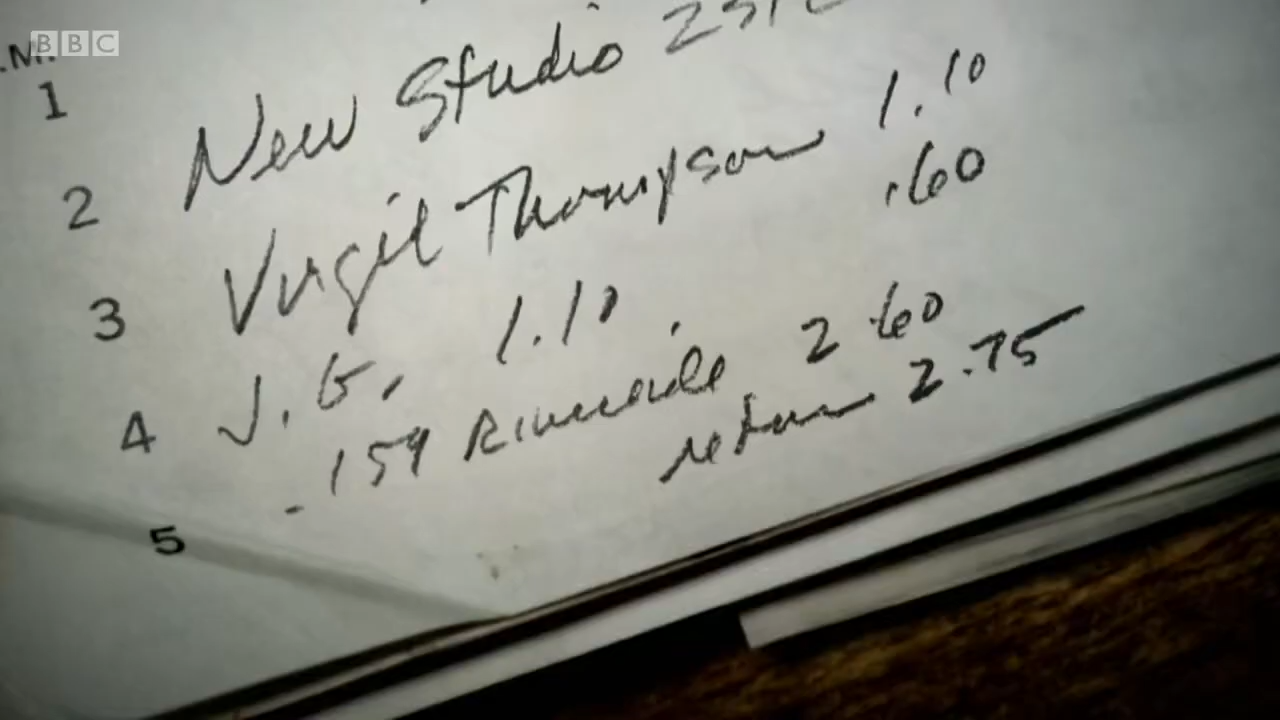 BBC
.M.
1 New Studio
2 Virgil Thompson 1.10
.60
3 J.G. 1.10
4 159 Riverside 2.60
return 2.75
5